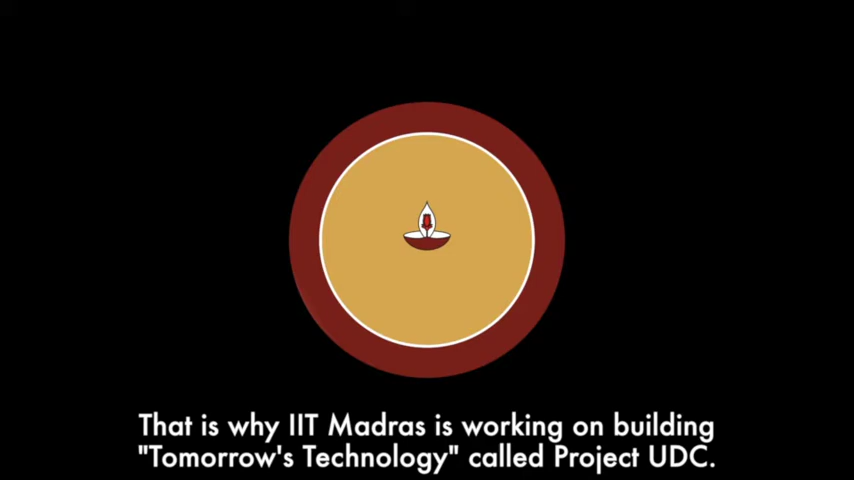 That is why IIT Madras is working on building
"Tomorrow's Technology" called Project UDC.